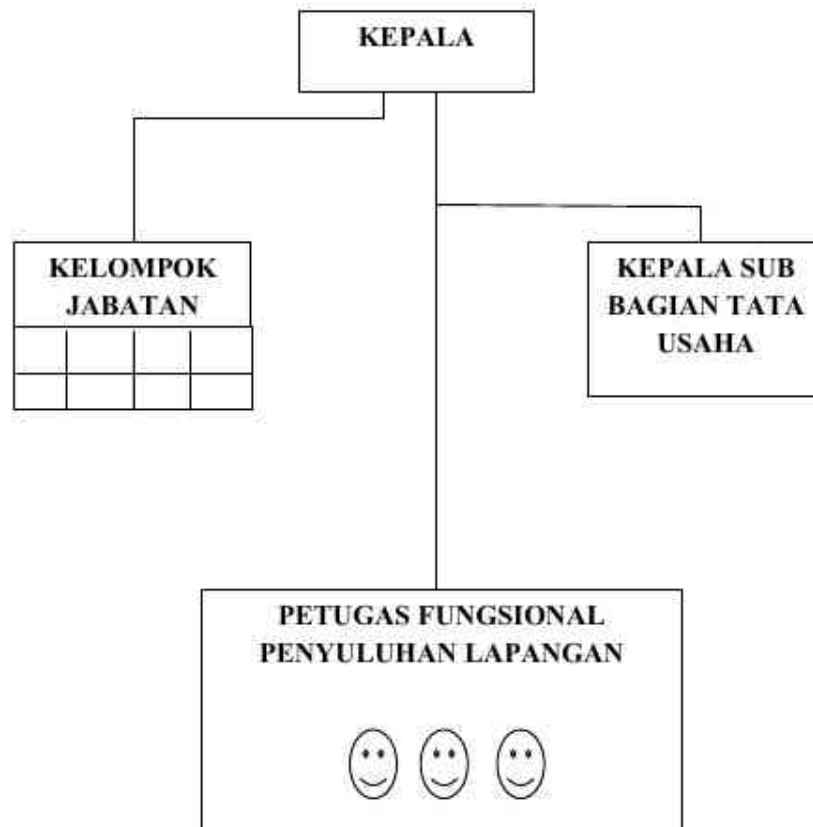 KEPALA
KELOMPOK
JABATAN
KEPALA SUB
BAGIAN TATA
USAHA
PETUGAS FUNGSIONAL
PENYULUHAN LAPANGAN